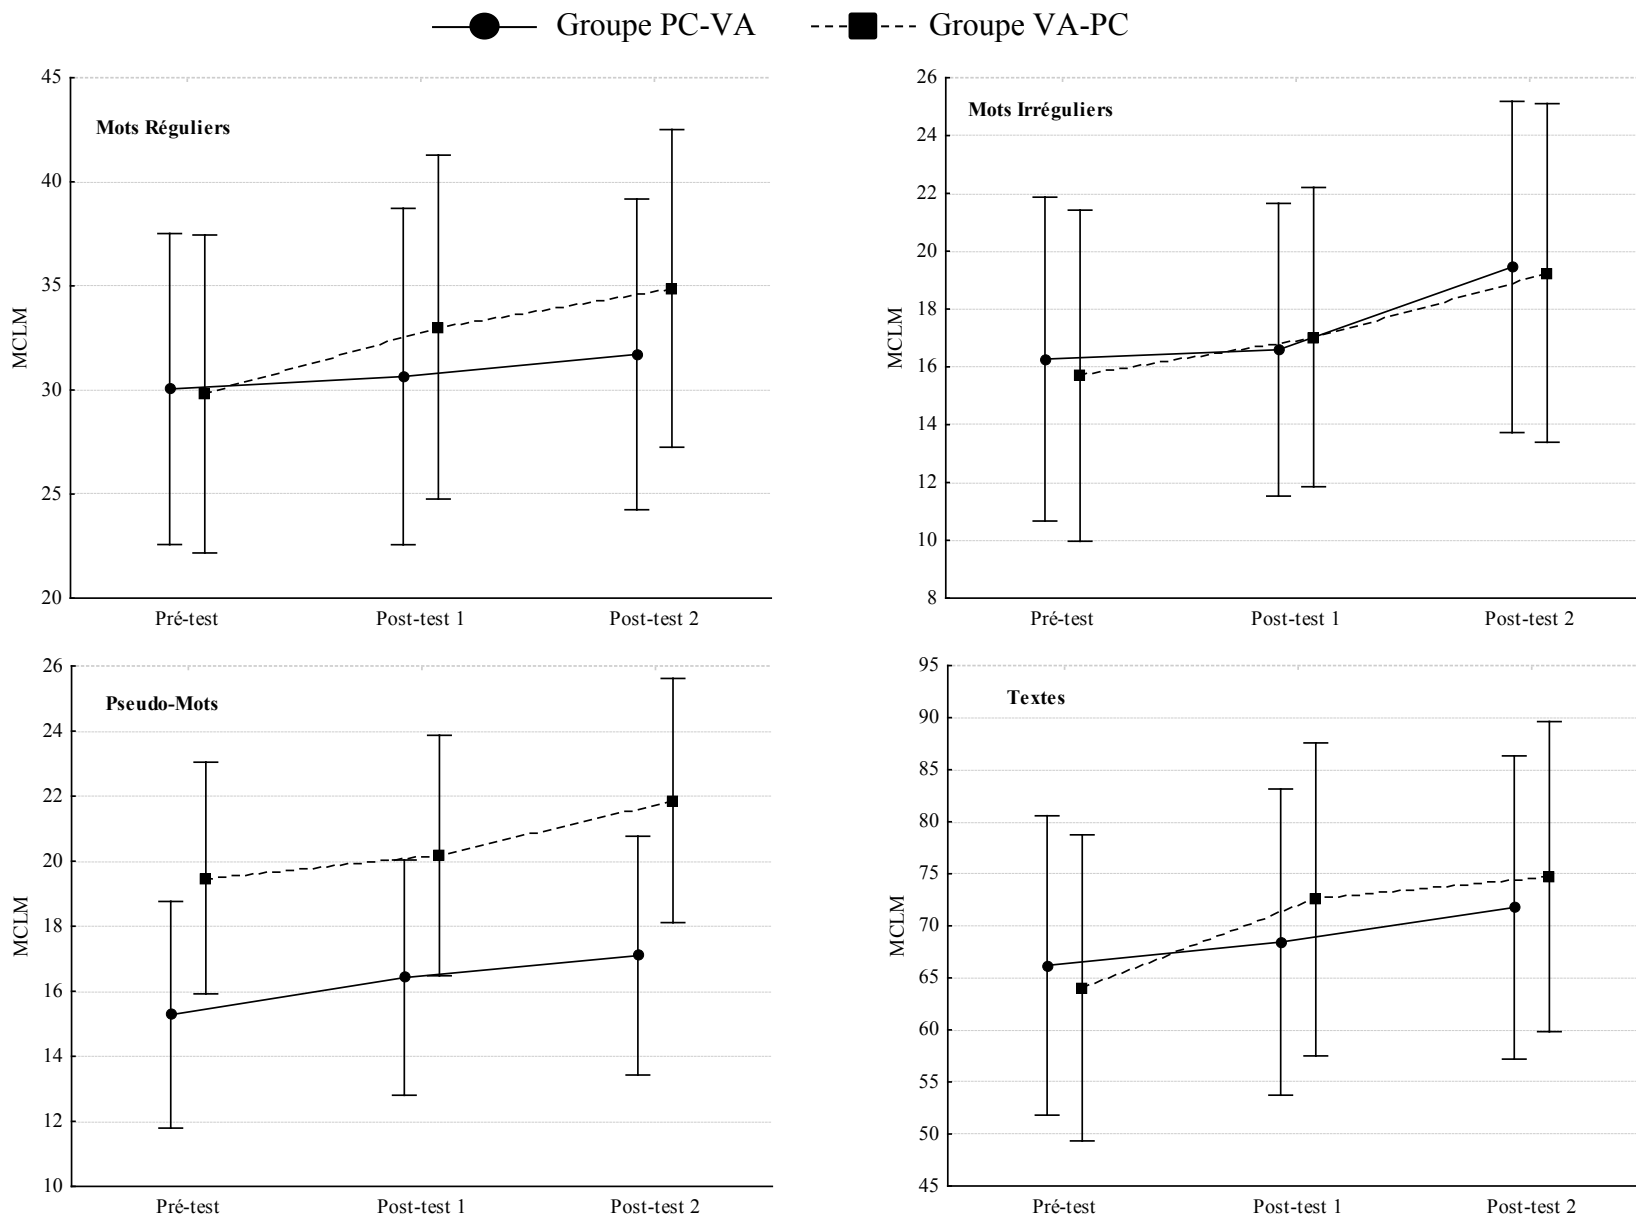 Groupe PC-VA Groupe VA-PC
Mots Réguliers
MCLM
45
40
35
30
25
20
Pré-test Post-test 1 Post-test 2
Mots Irréguliers
MCLM
26
24
22
20
18
16
14
12
10
8
Pré-test Post-test 1 Post-test 2
Pseudo-Mots
MCLM
26
24
22
20
18
16
14
12
10
Pré-test Post-test 1 Post-test 2
Textes
MCLM
95
90
85
80
75
70
65
60
55
50
45
Pré-test Post-test 1 Post-test 2